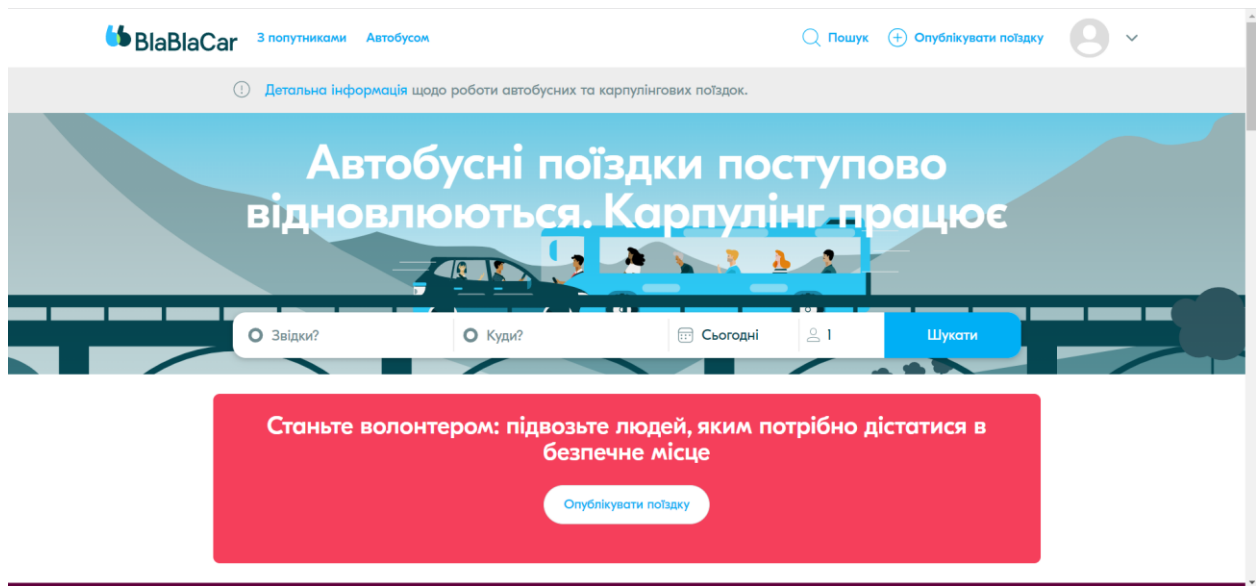 BlaBlaCar
З попутниками
Автобусом
Пошук
Опублікувати поїздку
Детальна інформація щодо роботи автобусних та карпулінгових поїздок.
Автобусні поїздки поступово
відновлюються. Карпулінг працює
Звідки?
Куди?
Сьогодні
1
Шукати
Станьте волонтером: підвозьте людей, яким потрібно дістатися в
безпечне місце
Опублікувати поїздку